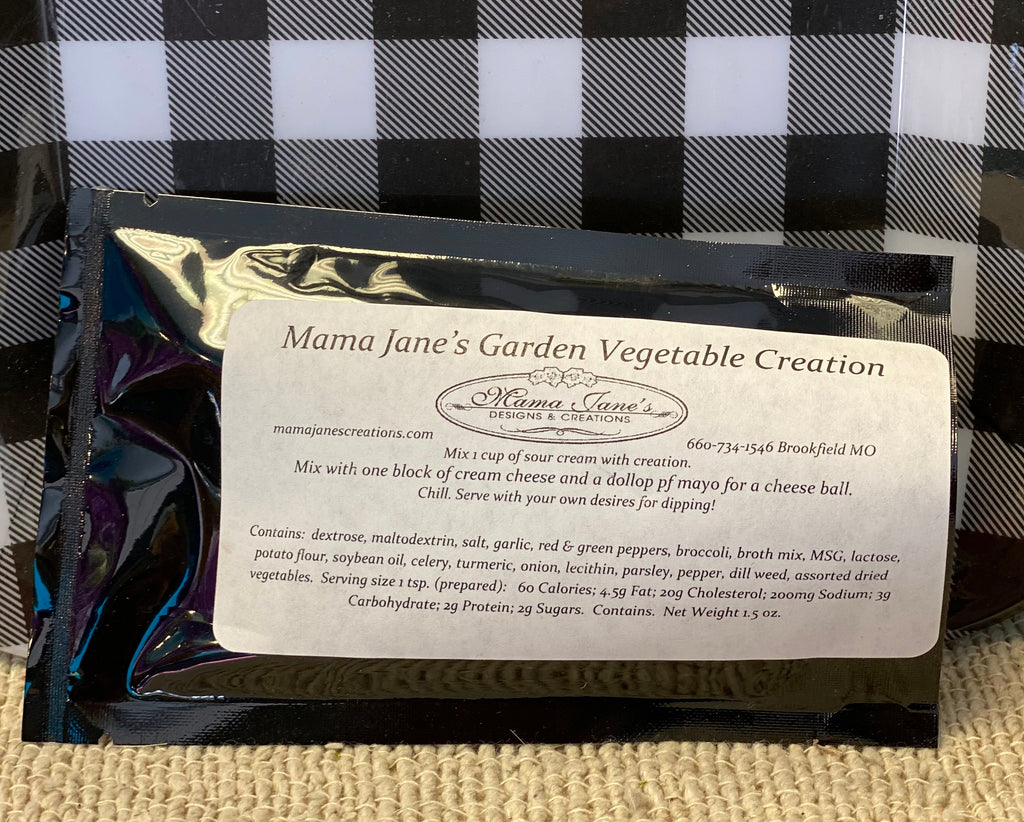 Mama Jane's Garden Vegetable Creation
Mama Jane's
DESIGNS & CREATIONS
mamajanescreations.com
660-734-1546 Brookfield MO
Mix 1 cup of sour cream with creation.
Mix with one block of cream cheese and a dollop pf mayo for a cheese ball.
Chill. Serve with your own desires for dipping!
Contains: dextrose, maltodextrin, salt, garlic, red & green peppers, broccoli, broth mix, MSG, lactose,
potato flour, soybean oil, celery, turmeric, onion, lecithin, parsley, pepper, dill weed, assorted dried
vegetables. Serving size 1 tsp. (prepared): 60 Calories; 4.5g Fat; 20g Cholesterol; 200mg Sodium; 3g
Carbohydrate; 2g Protein; 2g Sugars. Contains. Net Weight 1.5 oz.